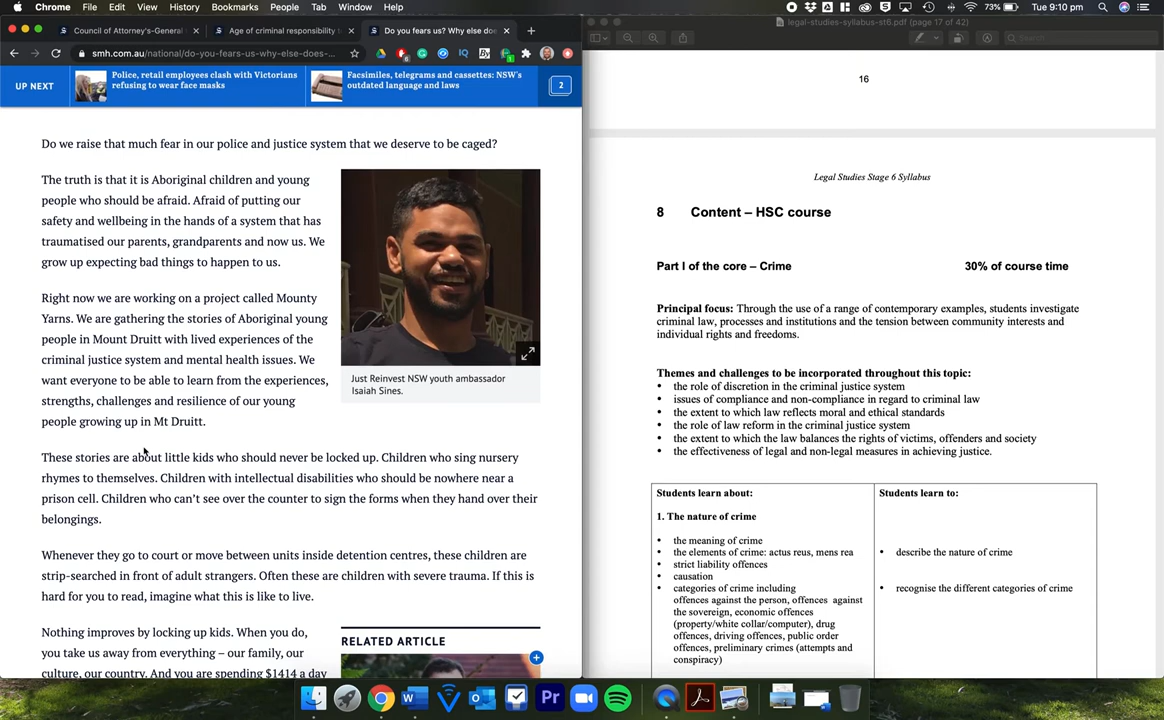 Chrome File Edit View History Bookmarks People Tab Window Help
73% Sun 9:10 pm
Council of Attorney's-General
Age of criminal responsibility t
Do you fears us? Why else doe
smh.com.au/national/do-you-fears-us-why-else-does-...
UP NEXT
Police, retail employees clash with Victorians
refusing to wear face masks
Facsimiles, telegrams and cassettes: NSW's
outdated language and laws
2
Do we raise that much fear in our police and justice system that we deserve to be caged?
The truth is that it is Aboriginal children and young
people who should be afraid. Afraid of putting our
safety and wellbeing in the hands of a system that has
traumatised our parents, grandparents and now us. We
grow up expecting bad things to happen to us.
Right now we are working on a project called Mounty
Yarns. We are gathering the stories of Aboriginal young
people in Mount Druitt with lived experiences of the
criminal justice system and mental health issues. We
want everyone to be able to learn from the experiences,
strengths, challenges and resilience of our young
people growing up in Mt Druitt.
Just Reinvest NSW youth ambassador
Isaiah Sines.
These stories are about little kids who should never be locked up. Children who sing nursery
rhymes to themselves. Children with intellectual disabilities who should be nowhere near a
prison cell. Children who can't see over the counter to sign the forms when they hand over their
belongings.
Whenever they go to court or move between units inside detention centres, these children are
strip-searched in front of adult strangers. Often these are children with severe trauma. If this is
hard for you to read, imagine what this is like to live.
Nothing improves by locking up kids. When you do,
you take us away from everything – our family, our
culture, our country. And you are spending $1414 a day
RELATED ARTICLE
legal-studies-syllabus-st6.pdf (page 17 of 42)
Search
16
Legal Studies Stage 6 Syllabus
8 Content – HSC course
Part I of the core – Crime 30% of course time
Principal focus: Through the use of a range of contemporary examples, students investigate
criminal law, processes and institutions and the tension between community interests and
individual rights and freedoms.
Themes and challenges to be incorporated throughout this topic:
• the role of discretion in the criminal justice system
• issues of compliance and non-compliance in regard to criminal law
• the extent to which law reflects moral and ethical standards
• the role of law reform in the criminal justice system
• the extent to which the law balances the rights of victims, offenders and society
• the effectiveness of legal and non-legal measures in achieving justice.
Students learn about:
1. The nature of crime
• the meaning of crime
• the elements of crime: actus reus, mens rea
• strict liability offences
• causation
• categories of crime including
offences against the person, offences against
the sovereign, economic offences
(property/white collar/computer), drug
offences, driving offences, public order
offences, preliminary crimes (attempts and
conspiracy)
Students learn to:
• describe the nature of crime
• recognise the different categories of crime
W
Pr